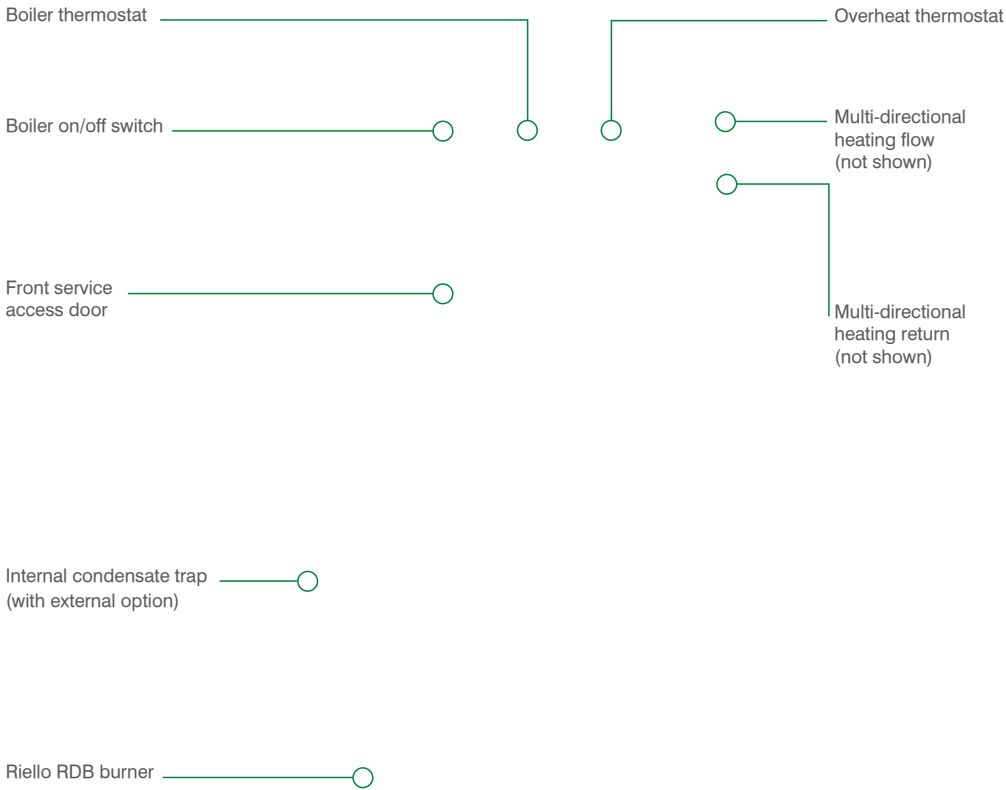 Boiler thermostat
Overheat thermostat
Boiler on/off switch
Multi-directional
heating flow
(not shown)
Front service
access door
Multi-directional
heating return
(not shown)
Internal condensate trap
(with external option)
Riello RDB burner